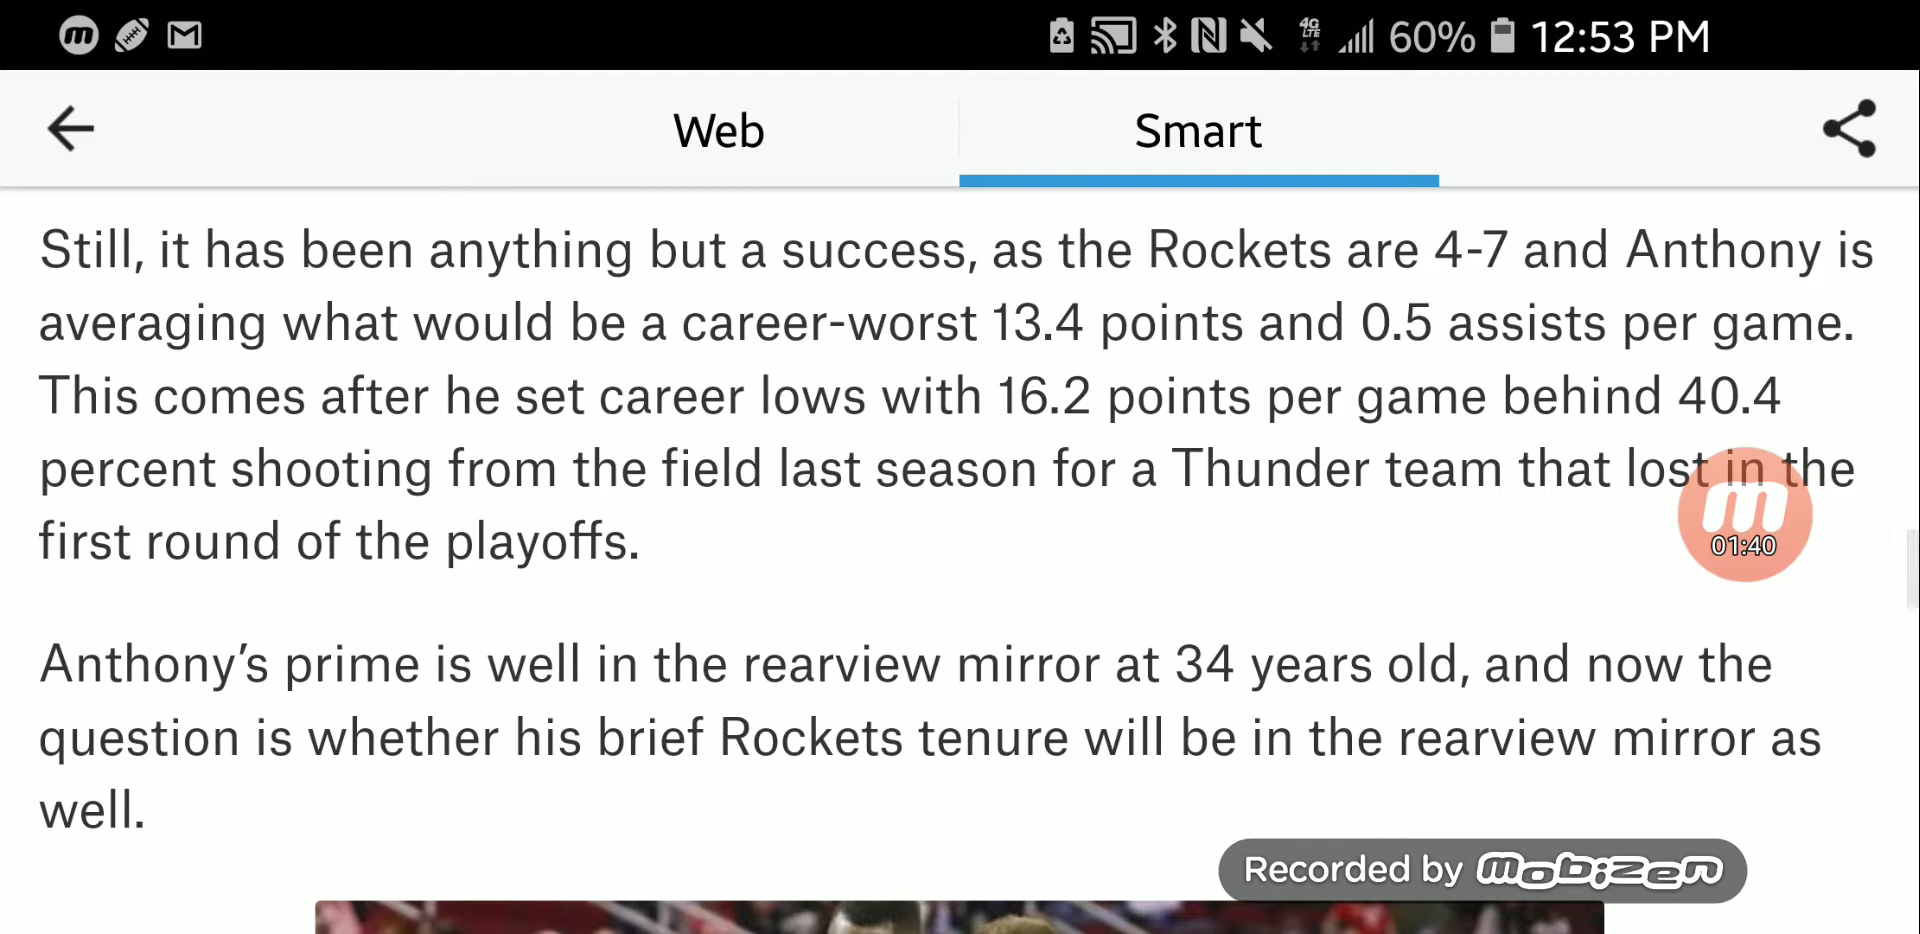 4G LTE 60% 12:53 PM
Web Smart
Still, it has been anything but a success, as the Rockets are 4-7 and Anthony is
averaging what would be a career-worst 13.4 points and 0.5 assists per game.
This comes after he set career lows with 16.2 points per game behind 40.4
percent shooting from the field last season for a Thunder team that lost in the
first round of the playoffs.
m
01:40
Anthony’s prime is well in the rearview mirror at 34 years old, and now the
question is whether his brief Rockets tenure will be in the rearview mirror as
well.
Recorded by mobizen